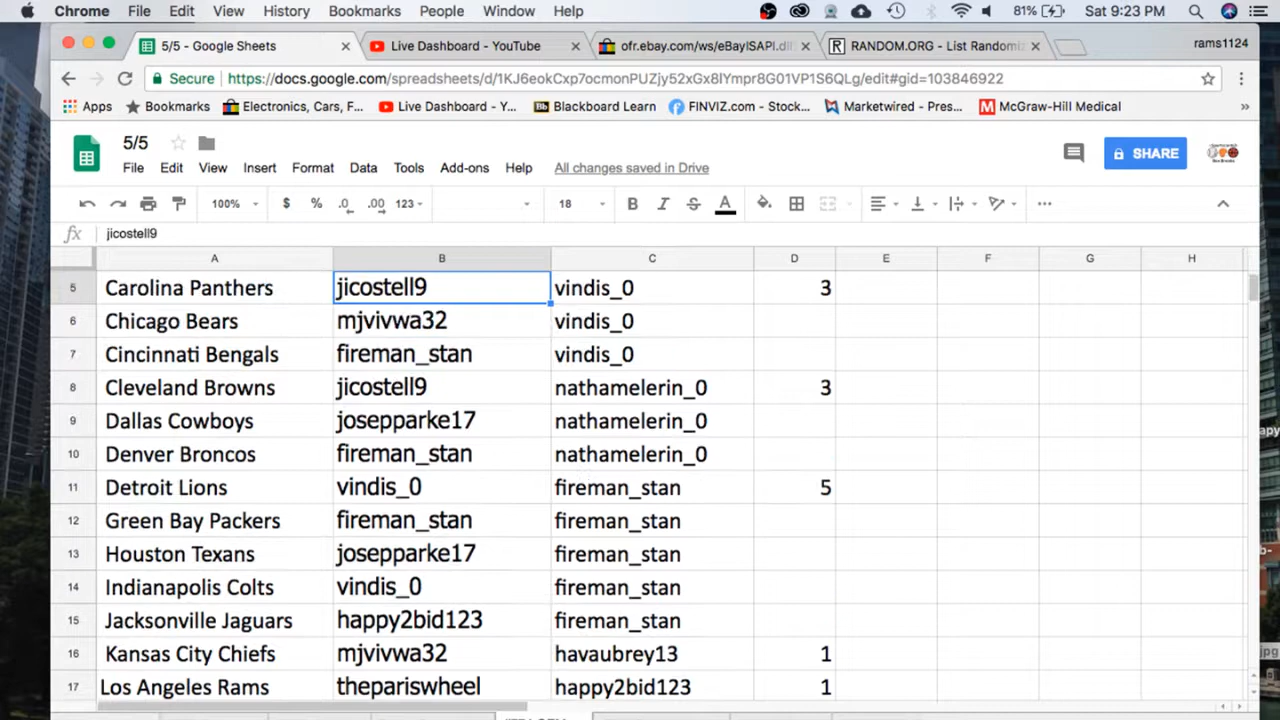 Chrome File Edit View History Bookmarks People Window Help 81% Sat 9:23 PM
5/5 - Google Sheets × Live Dashboard - YouTube × ofr.ebay.com/ws/eBayISAPI.dl × RANDOM.ORG - List Randomiz × rams1124
Secure https://docs.google.com/spreadsheets/d/1KJ6eokCxp7ocmonPUZjy52xGx8IYmpr8G01VP1S6QLg/edit#gid=103846922
Apps Bookmarks Electronics, Cars, F... Live Dashboard - Y... Bb Blackboard Learn FINVIZ.com - Stock... Marketwired - Pres... M McGraw-Hill Medical »
5/5
File Edit View Insert Format Data Tools Add-ons Help All changes saved in Drive
SHARE
100% $ % .0 .00 123 18 B I S A
fx jicostell9
A B C D E F G H
5 Carolina Panthers jicostell9 vindis_0 3
6 Chicago Bears mjvivwa32 vindis_0
7 Cincinnati Bengals fireman_stan vindis_0
8 Cleveland Browns jicostell9 nathamelerin_0 3
9 Dallas Cowboys josepparke17 nathamelerin_0
10 Denver Broncos fireman_stan nathamelerin_0
11 Detroit Lions vindis_0 fireman_stan 5
12 Green Bay Packers fireman_stan fireman_stan
13 Houston Texans josepparke17 fireman_stan
14 Indianapolis Colts vindis_0 fireman_stan
15 Jacksonville Jaguars happy2bid123 fireman_stan
16 Kansas City Chiefs mjvivwa32 havaubrey13 1
17 Los Angeles Rams thepariswheel happy2bid123 1